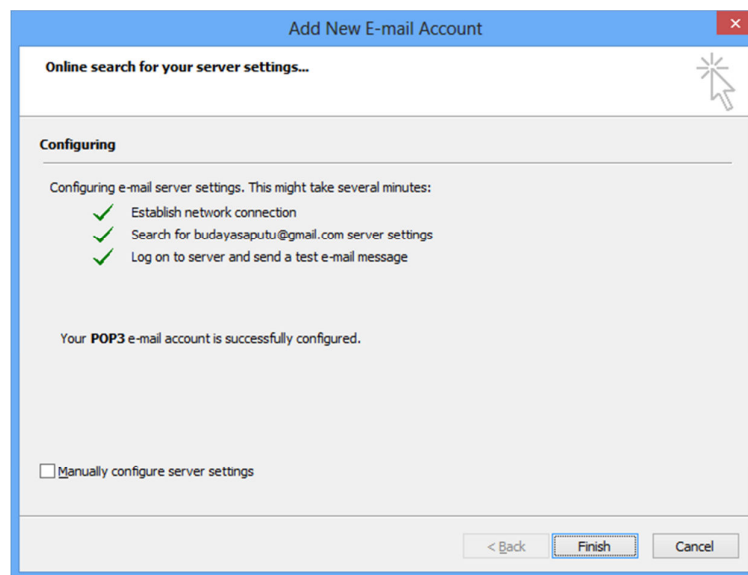 Add New E-mail Account
Online search for your server settings...
Configuring
Configuring e-mail server settings. This might take several minutes:
Establish network connection
Search for budayasaputu@gmail.com server settings
Log on to server and send a test e-mail message
Your POP3 e-mail account is successfully configured.
Manually configure server settings
< Back Finish Cancel